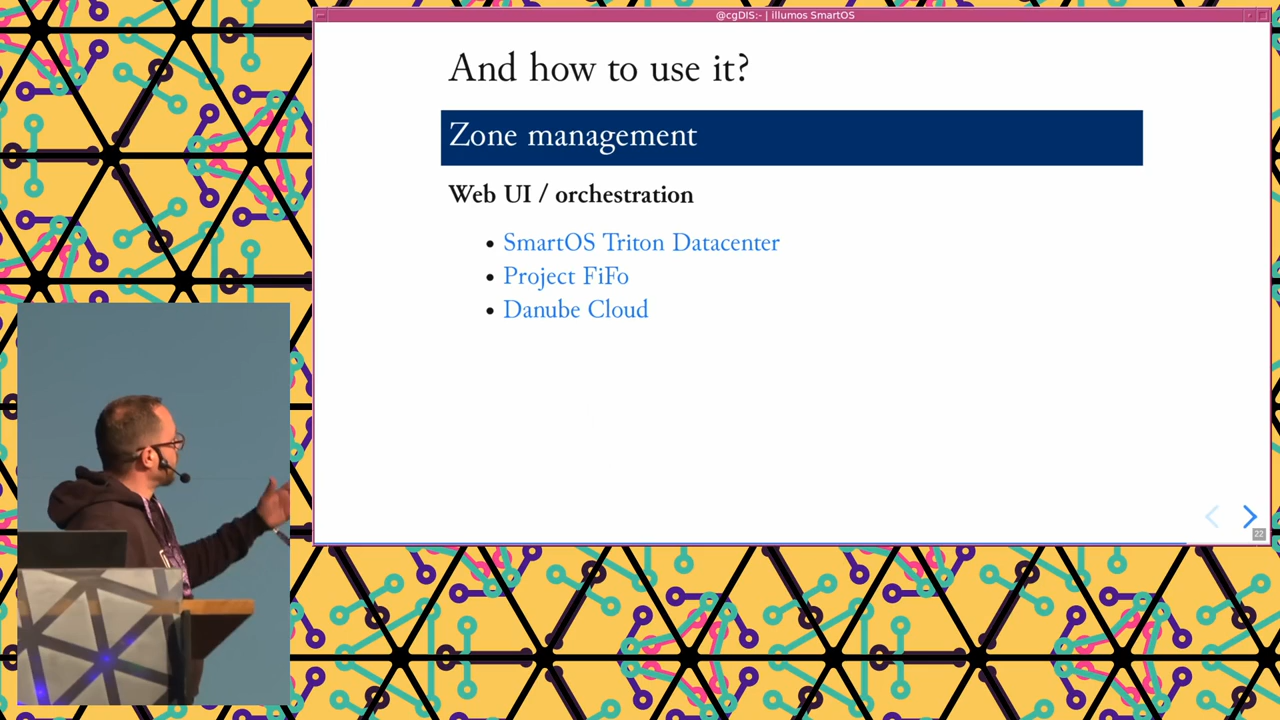 @cgDIS:~ | illumos SmartOS
And how to use it?
Zone management
Web UI / orchestration
SmartOS Triton Datacenter
Project FiFo
Danube Cloud
22